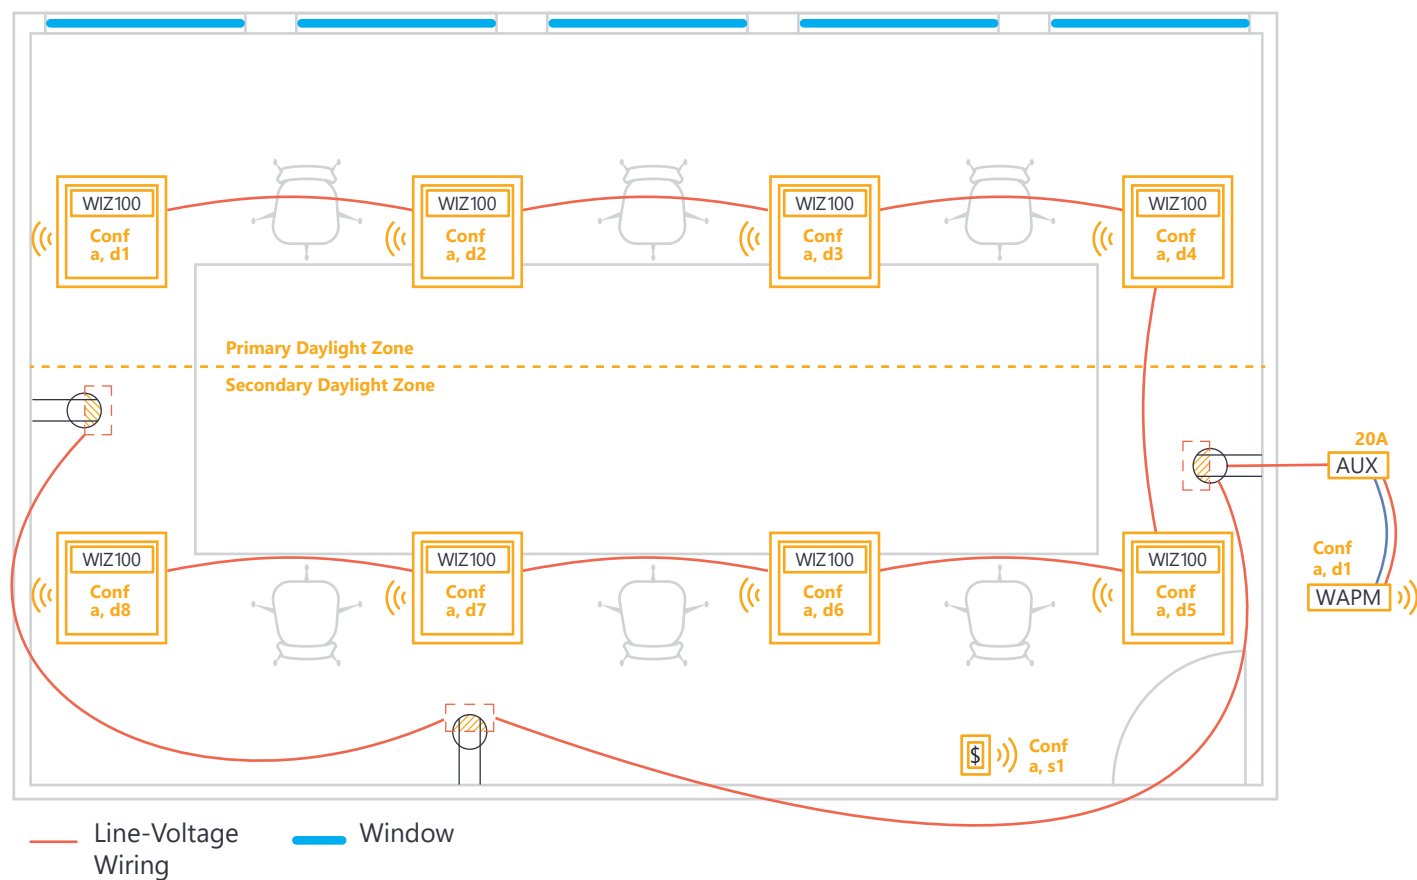 WIZ100
Conf
a, d1
WIZ100
Conf
a, d2
WIZ100
Conf
a, d3
WIZ100
Conf
a, d4
Primary Daylight Zone
Secondary Daylight Zone
20A
AUX
Conf
a, d1
WAPM
WIZ100
Conf
a, d8
WIZ100
Conf
a, d7
WIZ100
Conf
a, d6
WIZ100
Conf
a, d5
$
Conf
a, s1
Line-Voltage
Wiring
Window